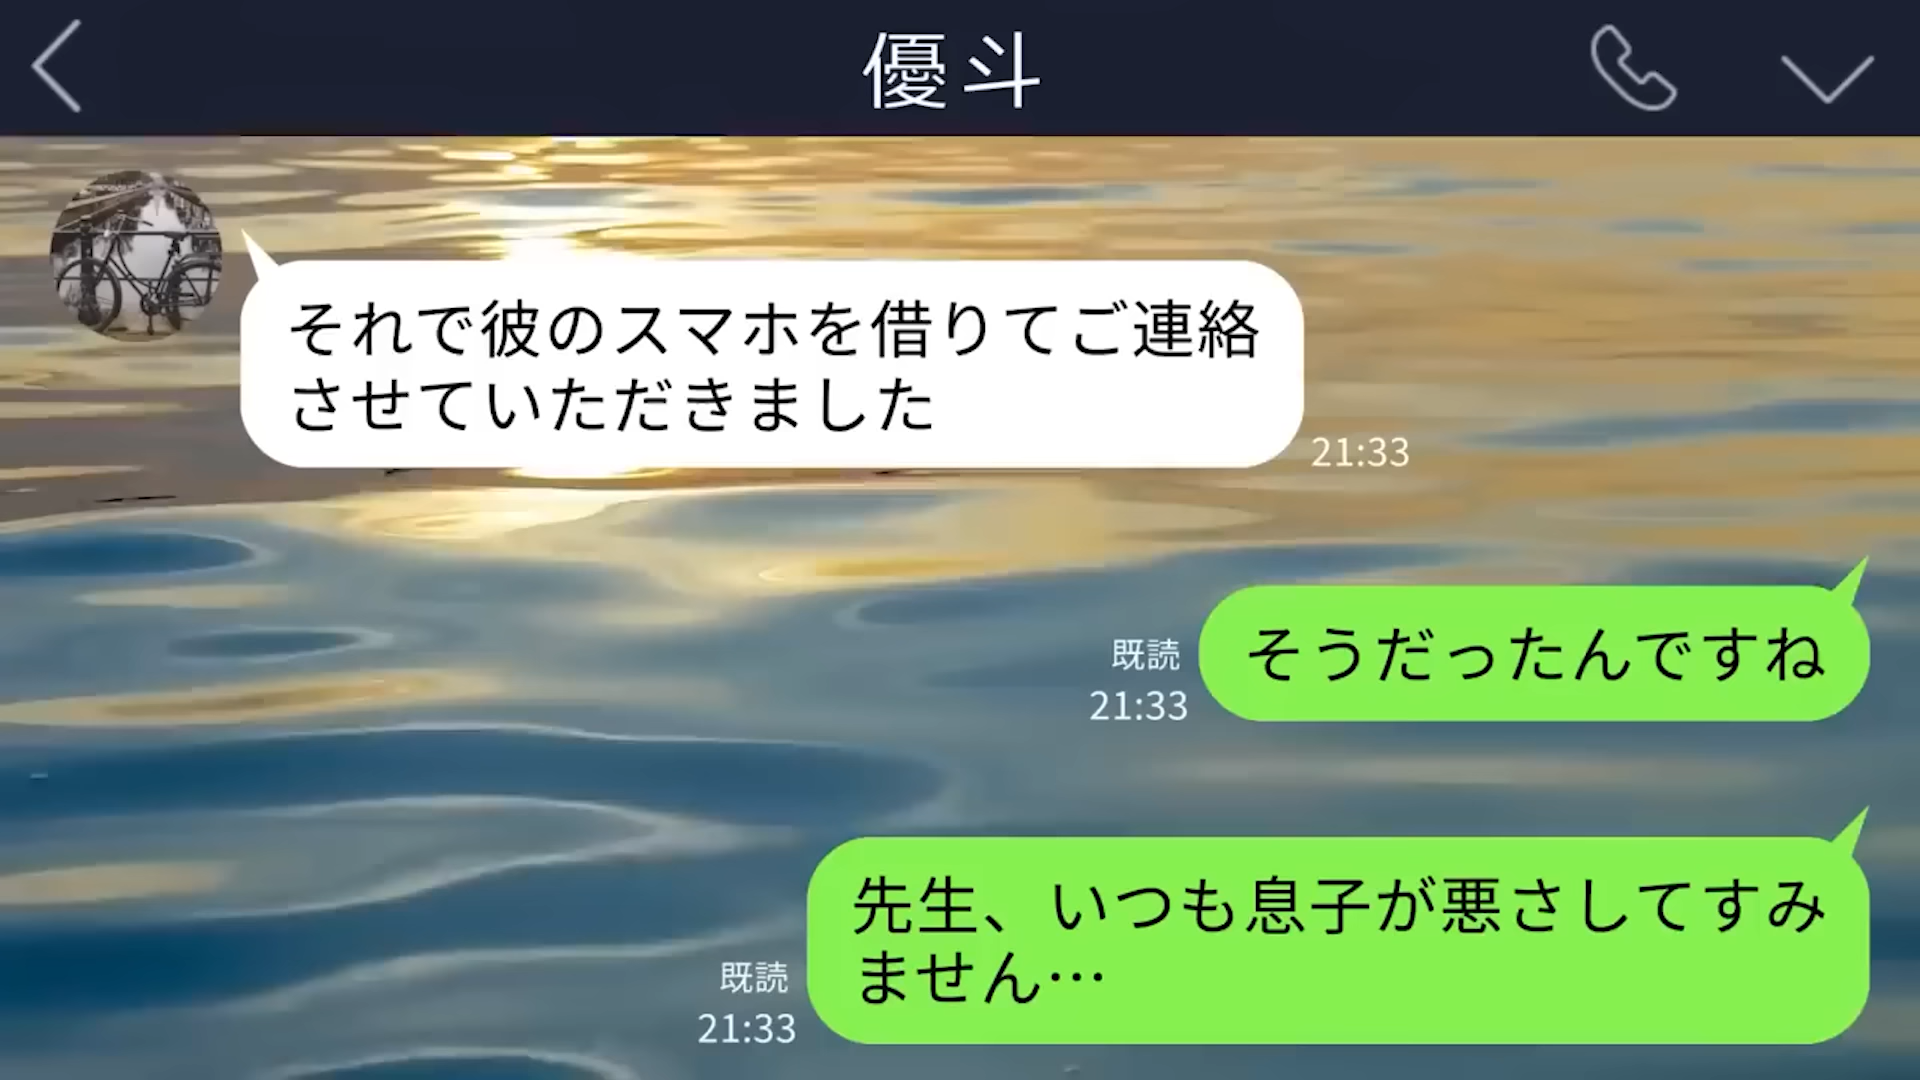 優斗
それで彼のスマホを借りてご連絡
させていただきました
21:33
そうだったんですね
既読
21:33
先生、いつも息子が悪さしてすみ
ません…
既読
21:33